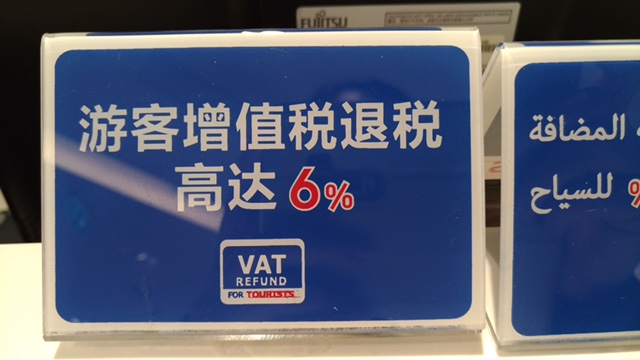 FUJITSU
游客增值税退税
高达 6%
VAT
REFUND
FOR TOURISTS
المضافة
للسياح %